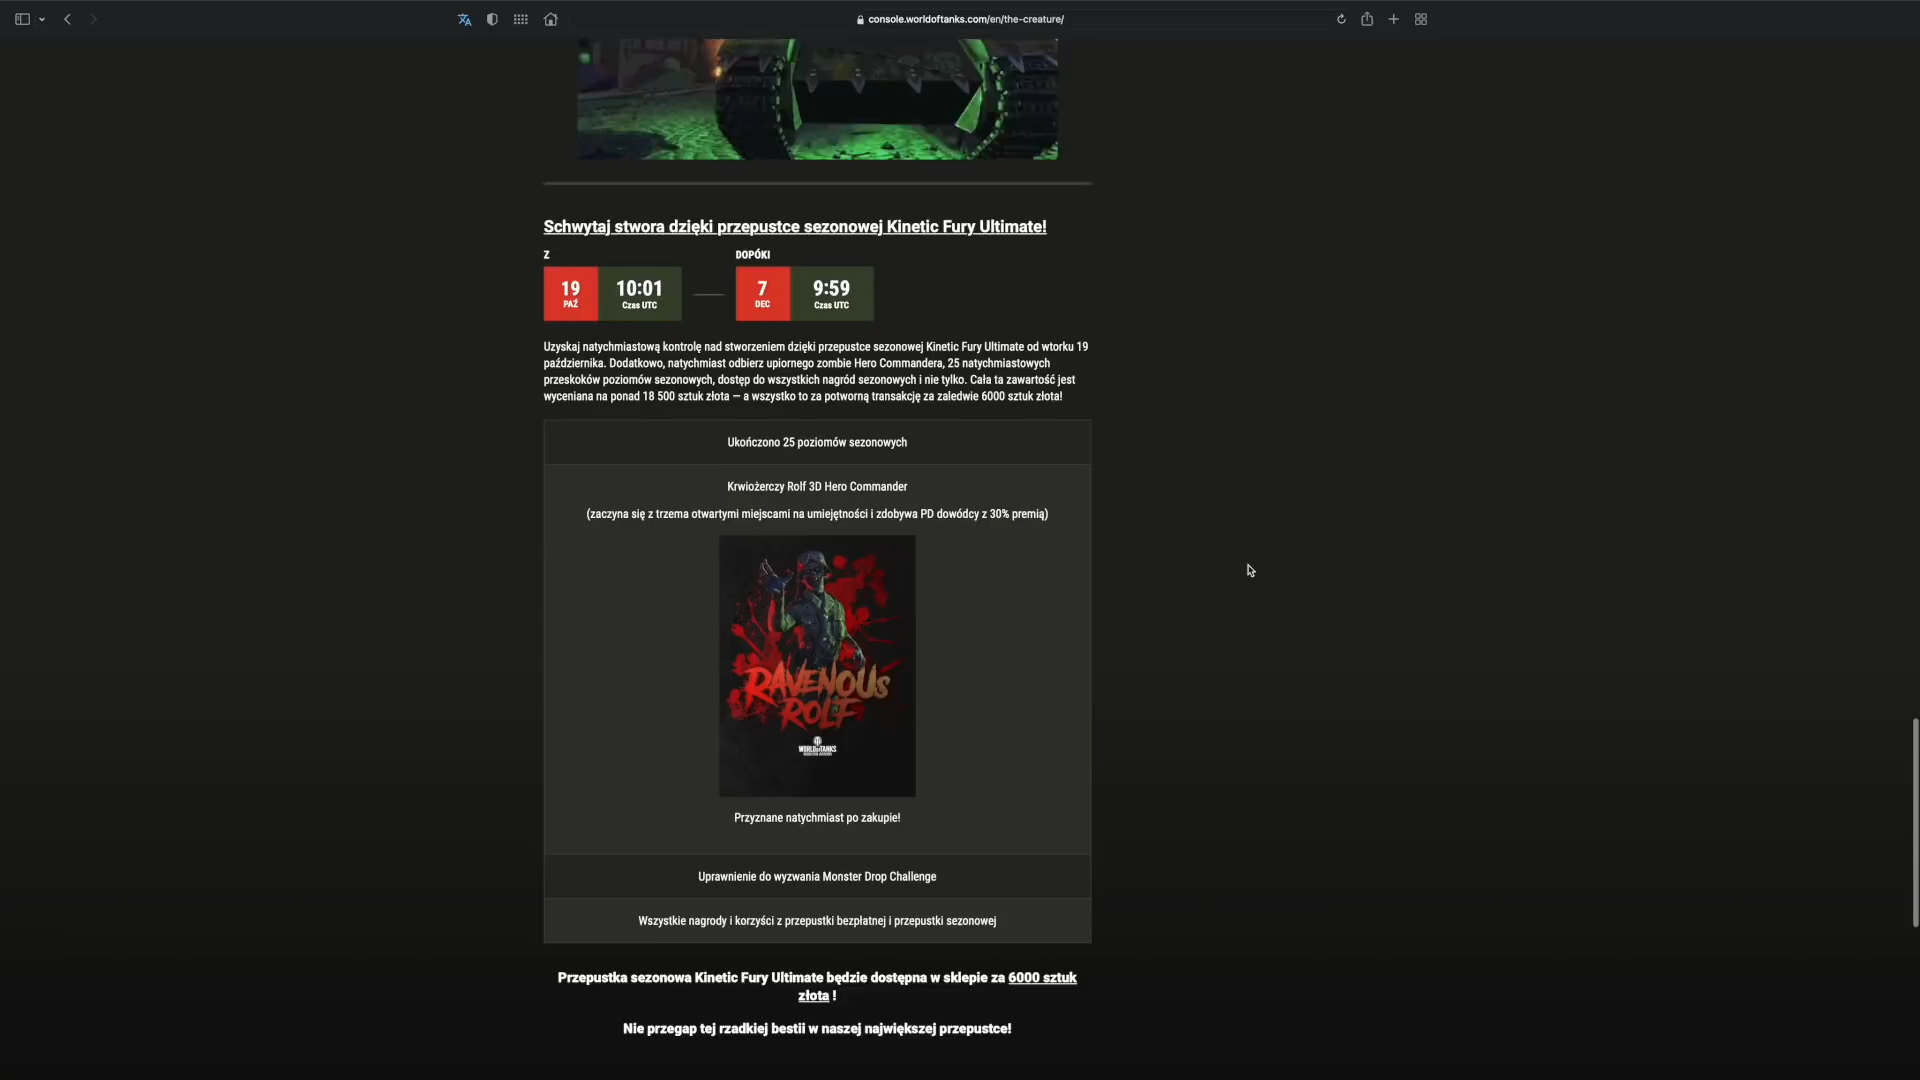 console.worldoftanks.com/en/the-creature/
Schwytaj stwora dzięki przepustce sezonowej Kinetic Fury Ultimate!
Z
DOPÓKI
19
PAŹ
10:01
Czas UTC
7
DEC
9:59
Czas UTC
Uzyskaj natychmiastową kontrolę nad stworzeniem dzięki przepustce sezonowej Kinetic Fury Ultimate od wtorku 19
października. Dodatkowo, natychmiast odbierz upiornego zombie Hero Commandera, 25 natychmiastowych
przeskoków poziomów sezonowych, dostęp do wszystkich nagród sezonowych i nie tylko. Cała ta zawartość jest
wyceniana na ponad 18 500 sztuk złota — a wszystko to za potworną transakcję za zaledwie 6000 sztuk złota!
Ukończono 25 poziomów sezonowych
Krwiożerczy Rolf 3D Hero Commander
(zaczyna się z trzema otwartymi miejscami na umiejętności i zdobywa PD dowódcy z 30% premią)
RAVENOUS
ROLF
WORLD OF TANKS
Przyznane natychmiast po zakupie!
Uprawnienie do wyzwania Monster Drop Challenge
Wszystkie nagrody i korzyści z przepustki bezpłatnej i przepustki sezonowej
Przepustka sezonowa Kinetic Fury Ultimate będzie dostępna w sklepie za 6000 sztuk
złota !
Nie przegap tej rzadkiej bestii w naszej największej przepustce!